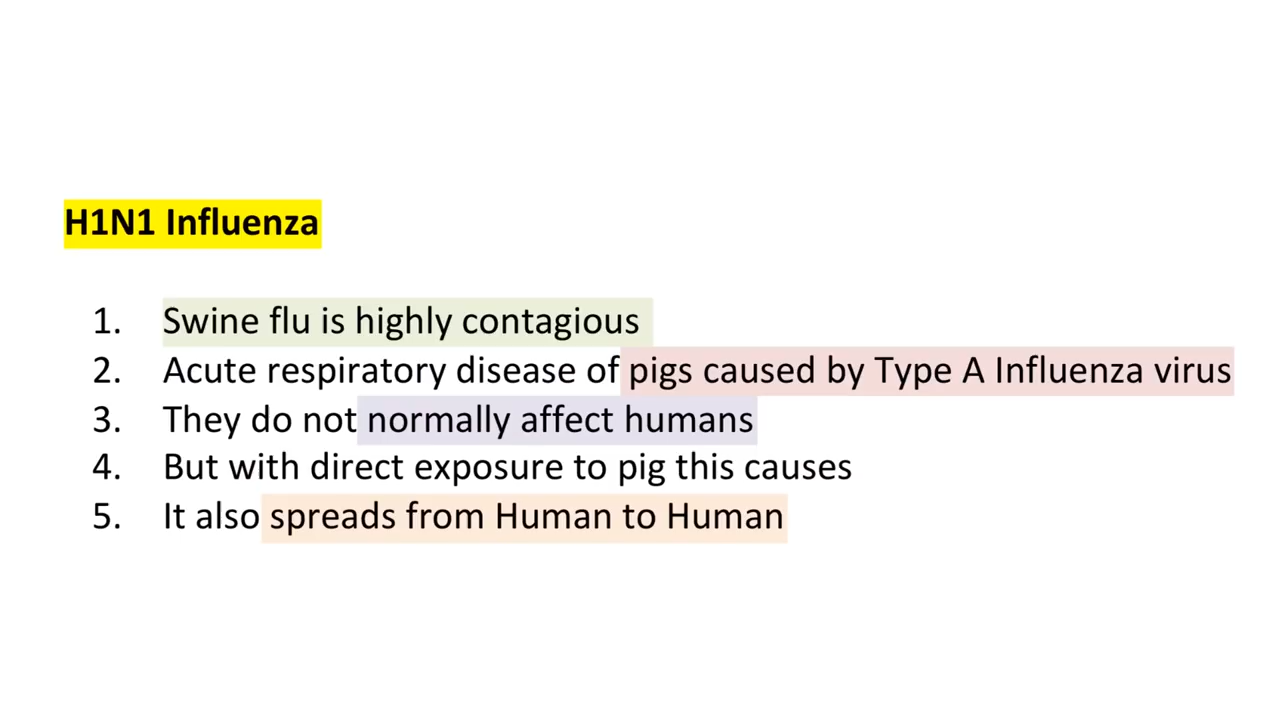 H1N1 Influenza
1. Swine flu is highly contagious
2. Acute respiratory disease of pigs caused by Type A Influenza virus
3. They do not normally affect humans
4. But with direct exposure to pig this causes
5. It also spreads from Human to Human